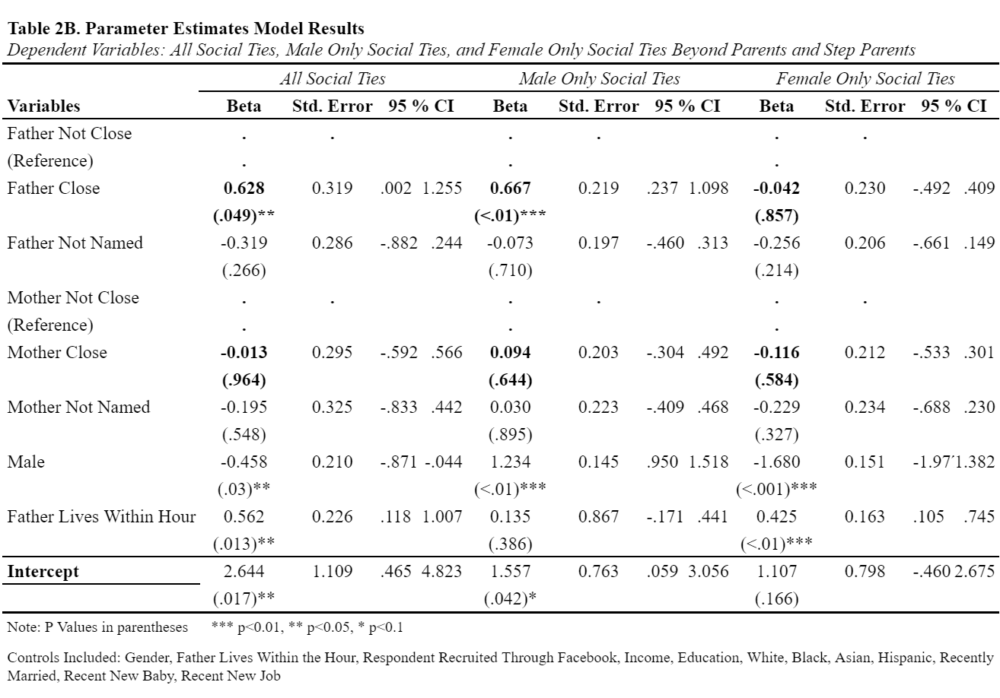 Table 2B. Parameter Estimates Model Results
Dependent Variables: All Social Ties, Male Only Social Ties, and Female Only Social Ties Beyond Parents and Step Parents
All Social Ties Male Only Social Ties Female Only Social Ties
Variables Beta Std. Error 95 % CI Beta Std. Error 95 % CI Beta Std. Error 95 % CI
Father Not Close . . . . . .
(Reference) . . .
Father Close 0.628 0.319 .002 1.255 0.667 0.219 .237 1.098 -0.042 0.230 -.492 .409
(.049)** (<.01)*** (.857)
Father Not Named -0.319 0.286 -.882 .244 -0.073 0.197 -.460 .313 -0.256 0.206 -.661 .149
(.266) (.710) (.214)
Mother Not Close . . . . . .
(Reference) . . .
Mother Close -0.013 0.295 -.592 .566 0.094 0.203 -.304 .492 -0.116 0.212 -.533 .301
(.964) (.644) (.584)
Mother Not Named -0.195 0.325 -.833 .442 0.030 0.223 -.409 .468 -0.229 0.234 -.688 .230
(.548) (.895) (.327)
Male -0.458 0.210 -.871 -.044 1.234 0.145 .950 1.518 -1.680 0.151 1.382
(.03)** (<.01)*** (<.001)***
Father Lives Within Hour 0.562 0.226 .118 1.007 0.135 0.867 -.171 .441 0.425 0.163 .105 .745
(.013)** (.386) (<.01)***
Intercept 2.644 1.109 .465 4.823 1.557 0.763 .059 3.056 1.107 0.798 -.460 2.675
(.017)** (.042)* (.166)
Note: P Values in parentheses *** p<0.01, ** p<0.05, * p<0.1
Controls Included: Gender, Father Lives Within the Hour, Respondent Recruited Through Facebook, Income, Education, White, Black, Asian, Hispanic, Recently
Married, Recent New Baby, Recent New Job